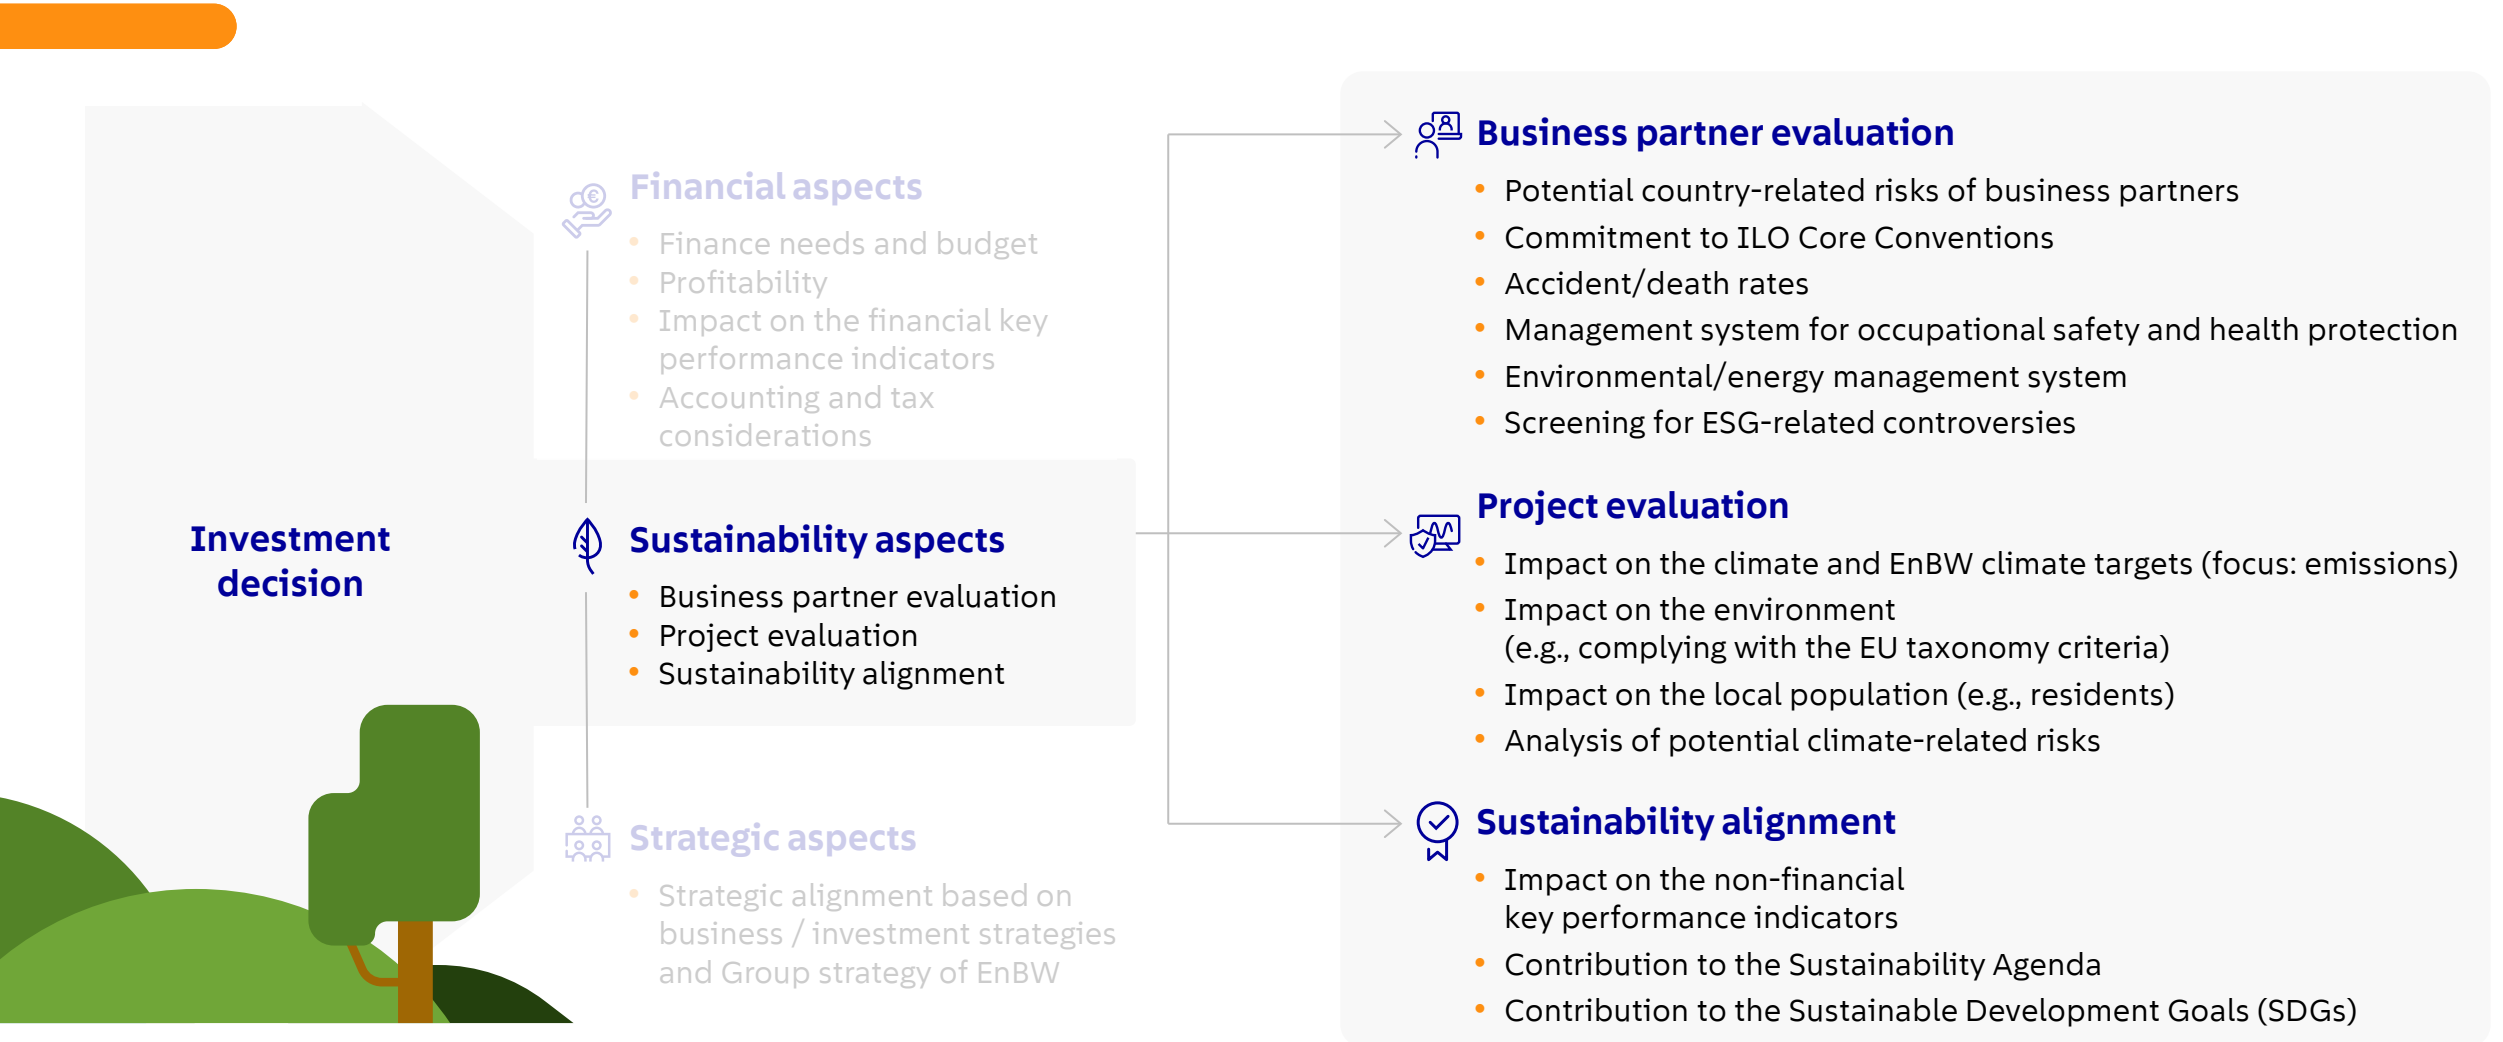 Investment
decision
Financial aspects
• Finance needs and budget
• Profitability
• Impact on the financial key
performance indicators
• Accounting and tax
considerations
Sustainability aspects
• Business partner evaluation
• Project evaluation
• Sustainability alignment
Strategic aspects
• Strategic alignment based on
business / investment strategies
and Group strategy of EnBW
Business partner evaluation
• Potential country-related risks of business partners
• Commitment to ILO Core Conventions
• Accident/death rates
• Management system for occupational safety and health protection
• Environmental/energy management system
• Screening for ESG-related controversies
Project evaluation
• Impact on the climate and EnBW climate targets (focus: emissions)
• Impact on the environment
(e.g., complying with the EU taxonomy criteria)
• Impact on the local population (e.g., residents)
• Analysis of potential climate-related risks
Sustainability alignment
• Impact on the non-financial
key performance indicators
• Contribution to the Sustainability Agenda
• Contribution to the Sustainable Development Goals (SDGs)